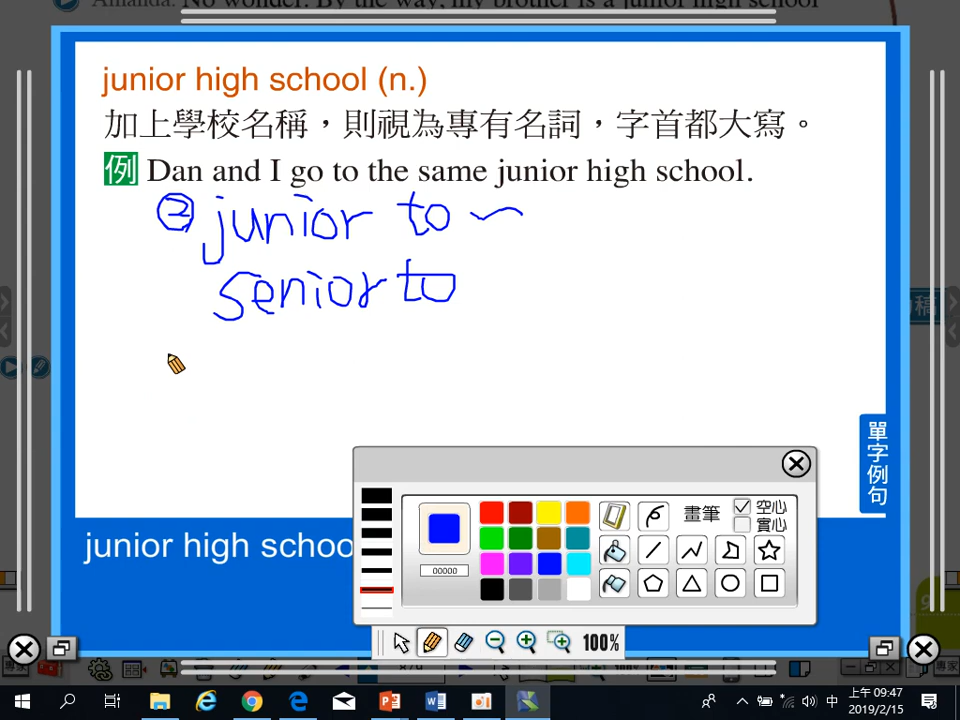 Amanda: No wonder. By the way, my brother is a junior high school
junior high school (n.)
加上學校名稱，則視為專有名詞，字首都大寫。
例 Dan and I go to the same junior high school.
② junior to ～
senior to
單字例句
junior high schoo
空心
畫筆
實心
00000
100%
上午 09:47
中
2019/2/15